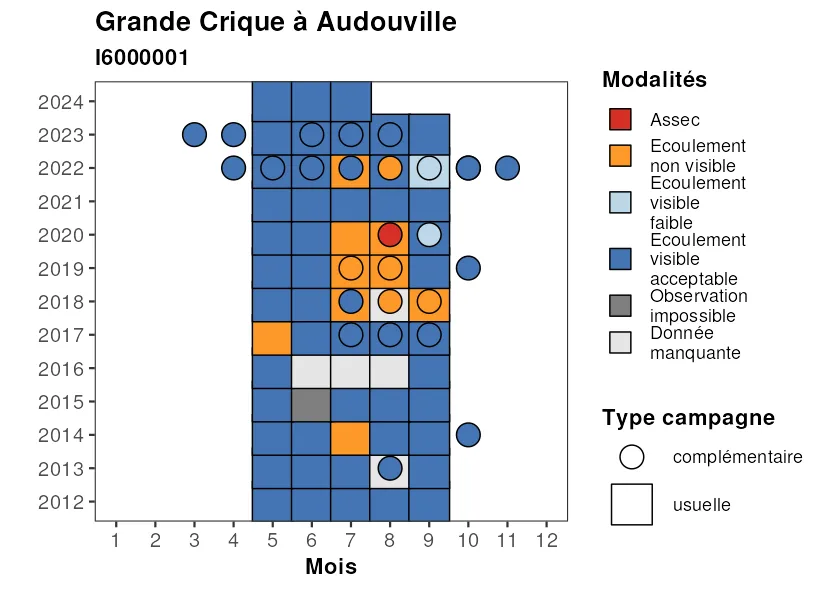 Grande Crique à Audouville
I6000001
2024
2023
2022
2021
2020
2019
2018
2017
2016
2015
2014
2013
2012
1 2 3 4 5 6 7 8 9 10 11 12
Mois
Modalités
Assec
Ecoulement
non visible
Ecoulement
visible
faible
Ecoulement
visible
acceptable
Observation
impossible
Donnée
manquante
Type campagne
complémentaire
usuelle